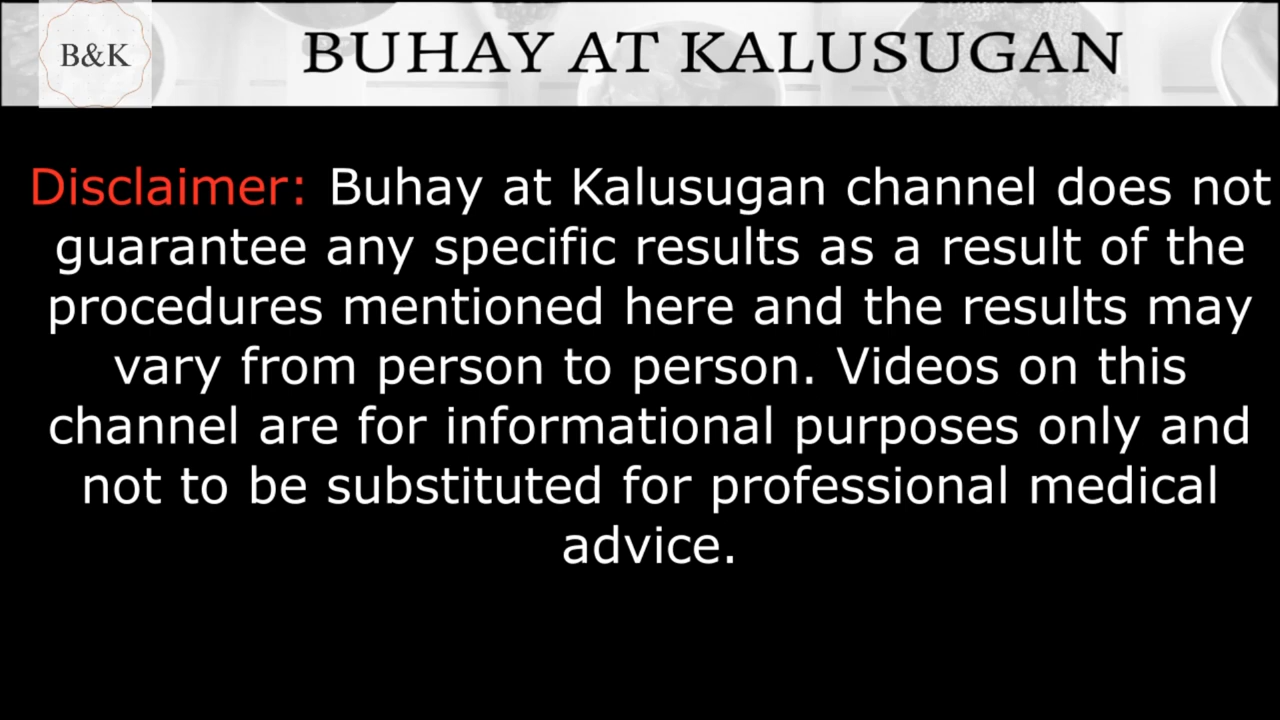 B&K
BUHAY AT KALUSUGAN
Disclaimer: Buhay at Kalusugan channel does not
guarantee any specific results as a result of the
procedures mentioned here and the results may
vary from person to person. Videos on this
channel are for informational purposes only and
not to be substituted for professional medical
advice.